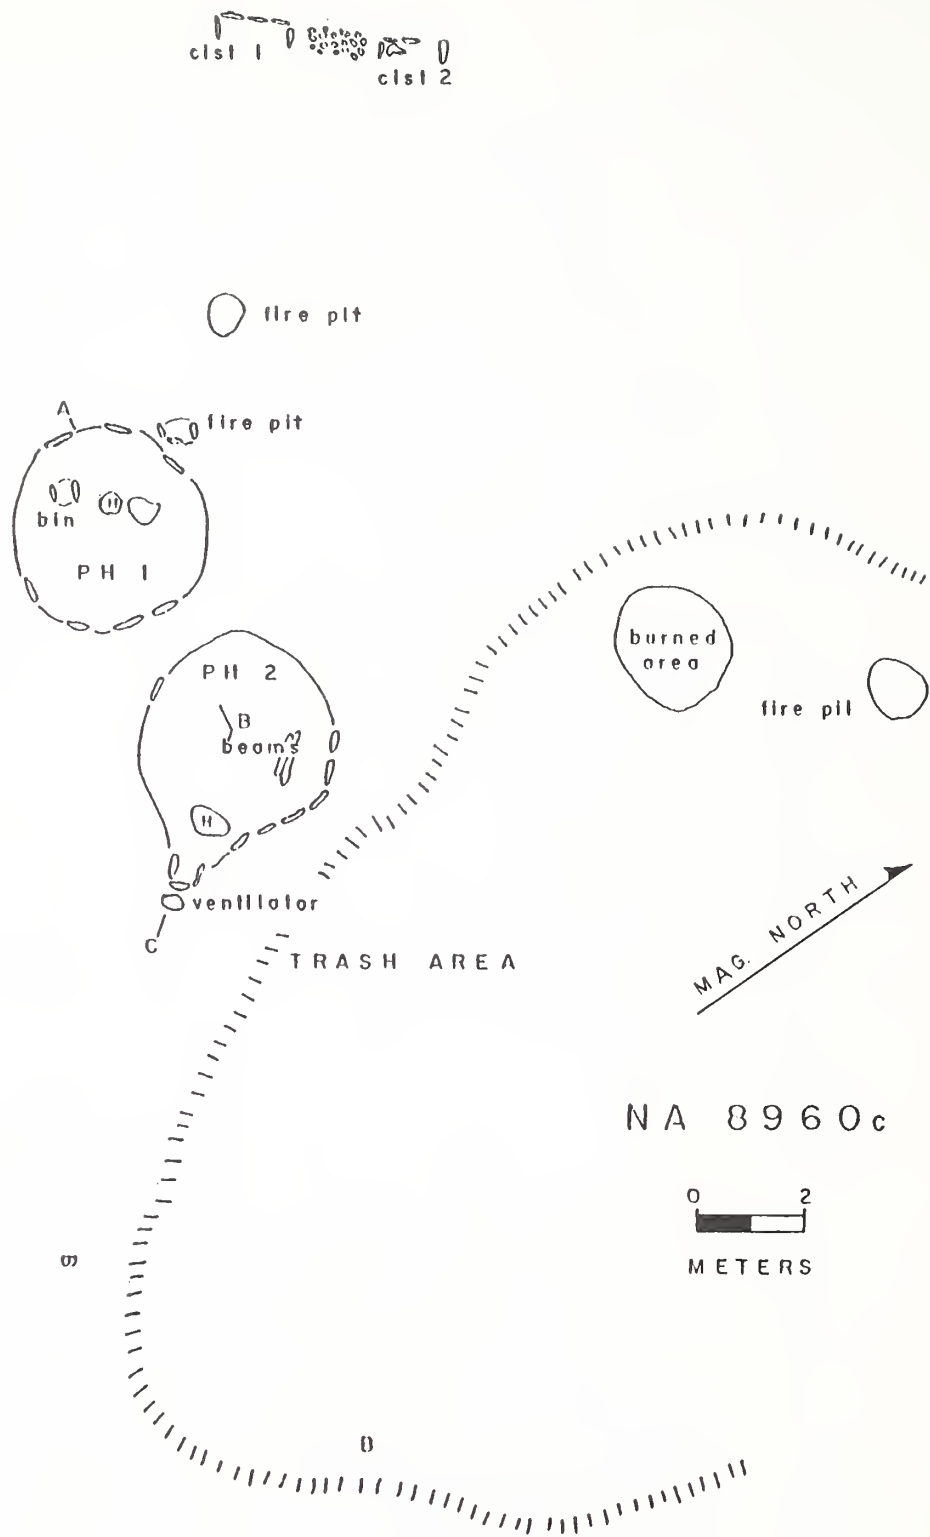 cist 1
cist 2
fire pit
A
fire pit
bin
H
PH 1
burned
area
PH 2
fire pit
B
beams
H
ventilator
C
MAG. NORTH
TRASH AREA
NA 8960c
0 2
METERS